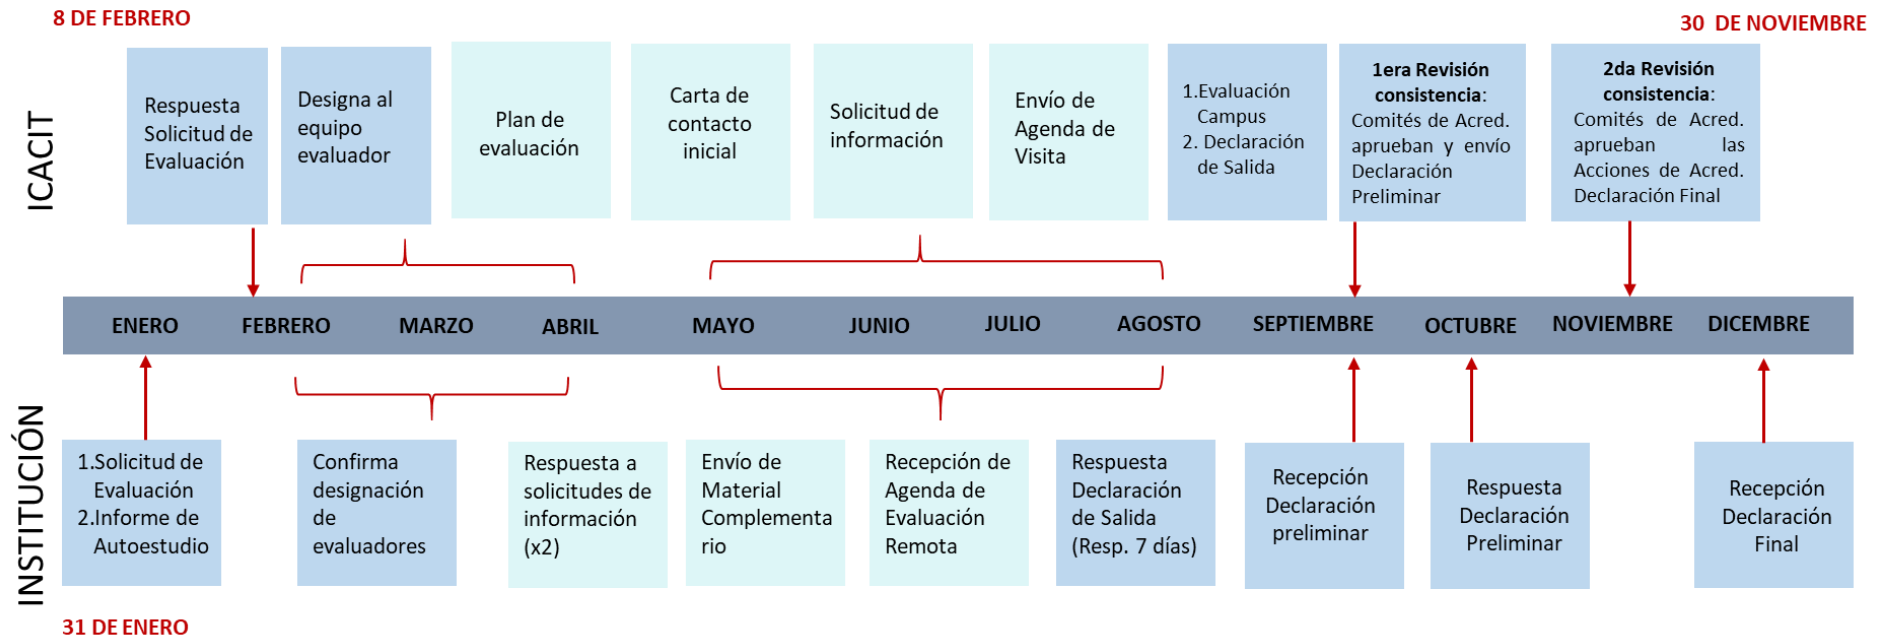 8 DE FEBRERO
30 DE NOVIEMBRE
ICACIT
Respuesta
Solicitud de
Evaluación
Designa al
equipo
evaluador
Plan de
evaluación
Carta de
contacto
inicial
Solicitud de
información
Envío de
Agenda de
Visita
1.Evaluación
Campus
2. Declaración
de Salida
1era Revisión
consistencia:
Comités de Acred.
aprueban y envío
Declaración
Preliminar
2da Revisión
consistencia:
Comités de Acred.
aprueban las
Acciones de Acred.
Declaración Final
ENERO
FEBRERO
MARZO
ABRIL
MAYO
JUNIO
JULIO
AGOSTO
SEPTIEMBRE
OCTUBRE
NOVIEMBRE
DICEMBRE
INSTITUCIÓN
1.Solicitud de
Evaluación
2.Informe de
Autoestudio
Confirma
designación
de
evaluadores
Respuesta a
solicitudes de
información
(x2)
Envío de
Material
Complementa
rio
Recepción de
Agenda de
Evaluación
Remota
Respuesta
Declaración
de Salida
(Resp. 7 días)
Recepción
Declaración
preliminar
Respuesta
Declaración
Preliminar
Recepción
Declaración
Final
31 DE ENERO